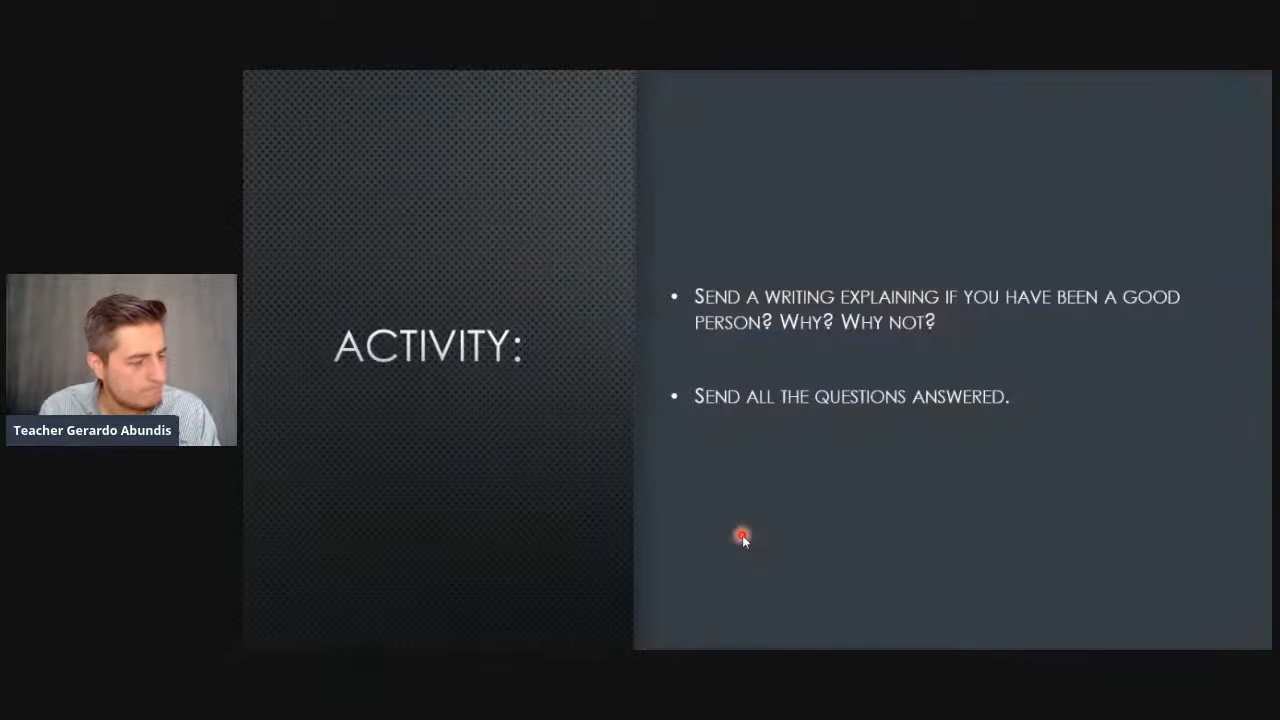 ACTIVITY:
• SEND A WRITING EXPLAINING IF YOU HAVE BEEN A GOOD
PERSON? WHY? WHY NOT?
• SEND ALL THE QUESTIONS ANSWERED.
Teacher Gerardo Abundis